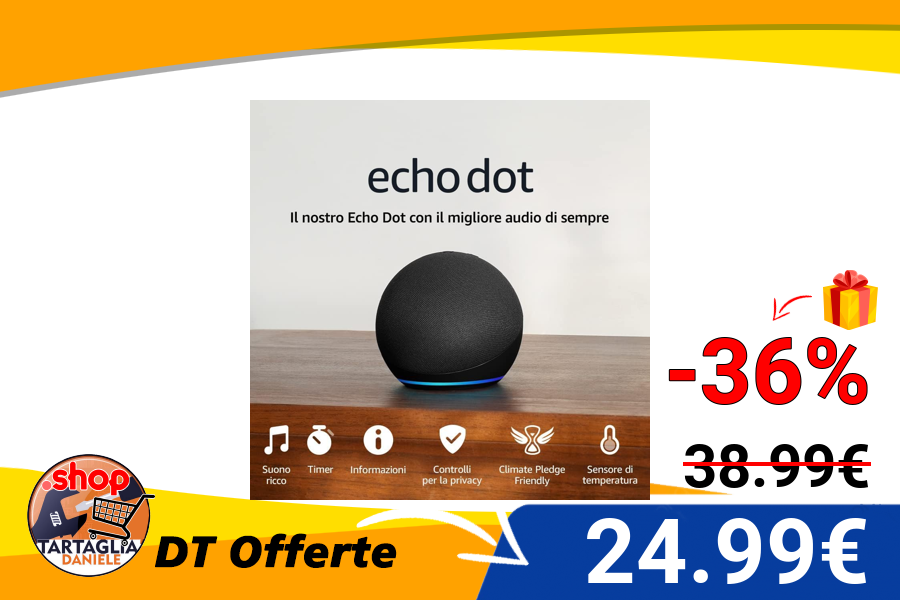 echo dot
Il nostro Echo Dot con il migliore audio di sempre
-36%
38.99€
Suono
ricco
Timer
Informazioni
Controlli
per la privacy
Climate Pledge
Friendly
Sensore di
temperatura
.shop
TARTAGLIA
DANIELE
DT Offerte
24.99€